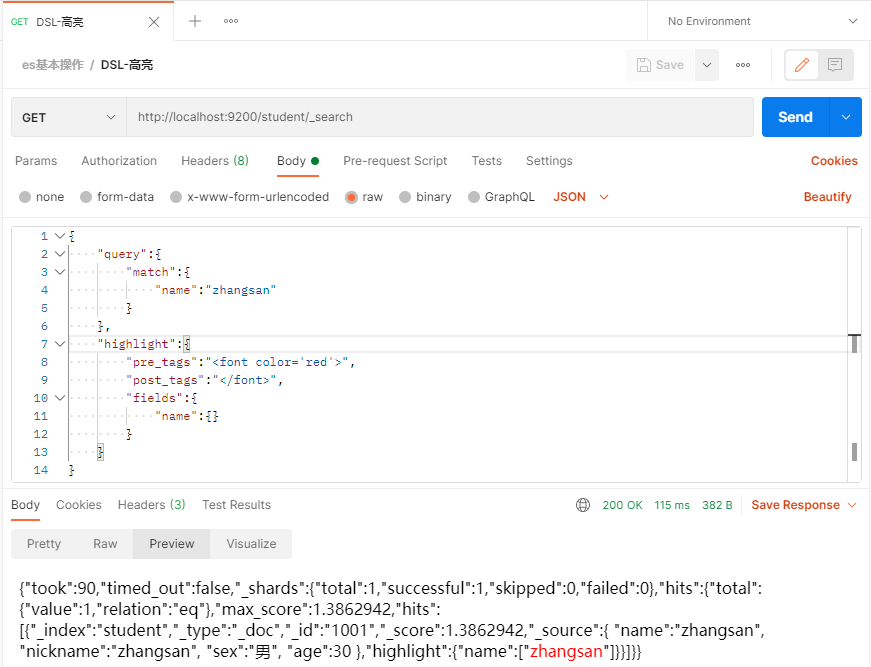 GET DSL-高亮
No Environment
es基本操作 / DSL-高亮
Save
GET http://localhost:9200/student/_search Send
Params Authorization Headers (8) Body Pre-request Script Tests Settings Cookies
none form-data x-www-form-urlencoded raw binary GraphQL JSON Beautify
1 {
2 "query":{
3 "match":{
4 "name":"zhangsan"
5 }
6 },
7 "highlight":{
8 "pre_tags":"<font color='red'>",
9 "post_tags":"</font>",
10 "fields":{
11 "name":{}
12 }
13 }
14 }
Body Cookies Headers (3) Test Results 200 OK 115 ms 382 B Save Response
Pretty Raw Preview Visualize
{"took":90,"timed_out":false,"_shards":{"total":1,"successful":1,"skipped":0,"failed":0},"hits":{"total":
{"value":1,"relation":"eq"},"max_score":1.3862942,"hits":
[{"_index":"student","_type":"_doc","_id":"1001","_score":1.3862942,"_source":{ "name":"zhangsan",
"nickname":"zhangsan", "sex":"男", "age":30 },"highlight":{"name":["zhangsan"]}}]}}